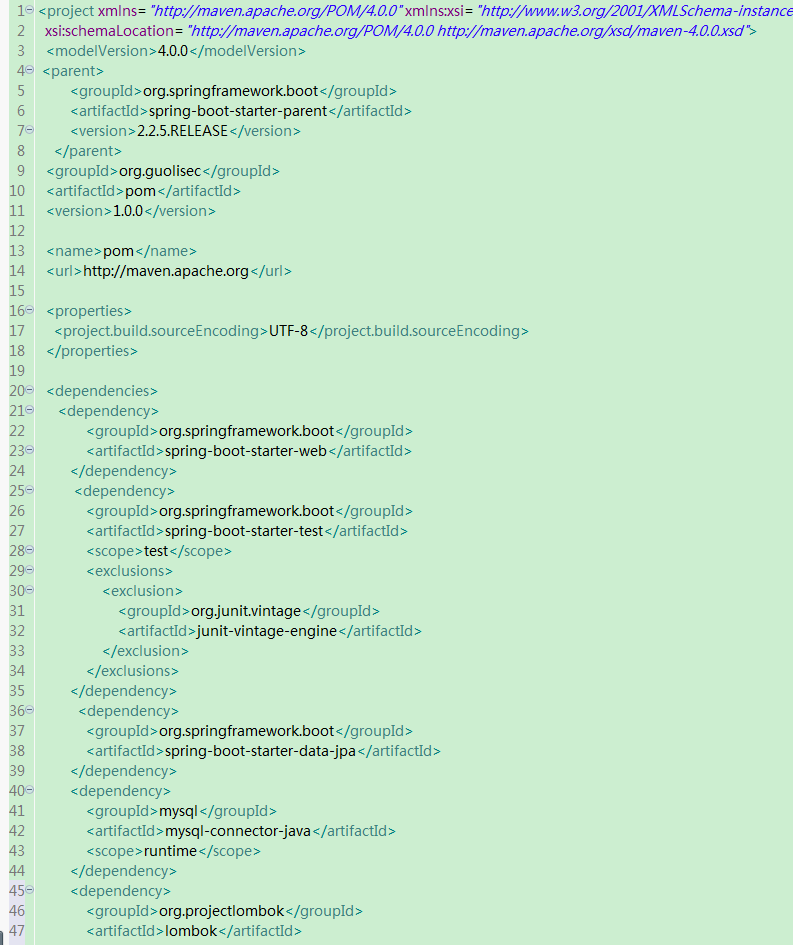 1 <project xmlns="http://maven.apache.org/POM/4.0.0" xmlns:xsi="http://www.w3.org/2001/XMLSchema-instance
2 xsi:schemaLocation="http://maven.apache.org/POM/4.0.0 http://maven.apache.org/xsd/maven-4.0.0.xsd">
3 <modelVersion>4.0.0</modelVersion>
4 <parent>
5 <groupId>org.springframework.boot</groupId>
6 <artifactId>spring-boot-starter-parent</artifactId>
7 <version>2.2.5.RELEASE</version>
8 </parent>
9 <groupId>org.guolisec</groupId>
10 <artifactId>pom</artifactId>
11 <version>1.0.0</version>
12
13 <name>pom</name>
14 <url>http://maven.apache.org</url>
15
16 <properties>
17 <project.build.sourceEncoding>UTF-8</project.build.sourceEncoding>
18 </properties>
19
20 <dependencies>
21 <dependency>
22 <groupId>org.springframework.boot</groupId>
23 <artifactId>spring-boot-starter-web</artifactId>
24 </dependency>
25 <dependency>
26 <groupId>org.springframework.boot</groupId>
27 <artifactId>spring-boot-starter-test</artifactId>
28 <scope>test</scope>
29 <exclusions>
30 <exclusion>
31 <groupId>org.junit.vintage</groupId>
32 <artifactId>junit-vintage-engine</artifactId>
33 </exclusion>
34 </exclusions>
35 </dependency>
36 <dependency>
37 <groupId>org.springframework.boot</groupId>
38 <artifactId>spring-boot-starter-data-jpa</artifactId>
39 </dependency>
40 <dependency>
41 <groupId>mysql</groupId>
42 <artifactId>mysql-connector-java</artifactId>
43 <scope>runtime</scope>
44 </dependency>
45 <dependency>
46 <groupId>org.projectlombok</groupId>
47 <artifactId>lombok</artifactId>